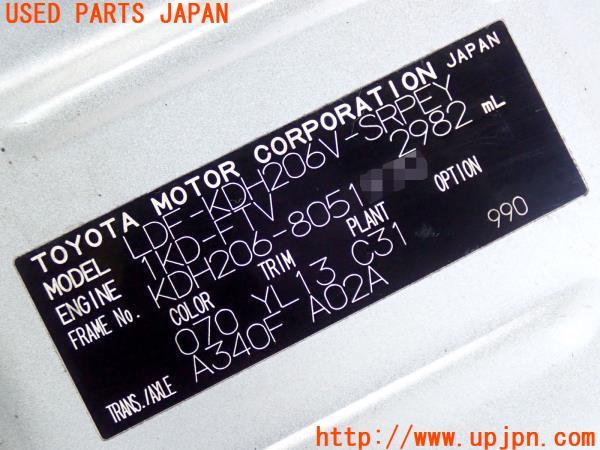 USED PARTS JAPAN
TOYOTA MOTOR CORPORATION JAPAN
MODEL LDF-KDH206V-SRPEY
ENGINE 1KD-FTV 2982 mL
FRAME No. KDH206-8051
COLOR TRIM PLANT OPTION
070 YL13 C31 990
TRANS./AXLE A340F A02A
http://www.upjpn.com